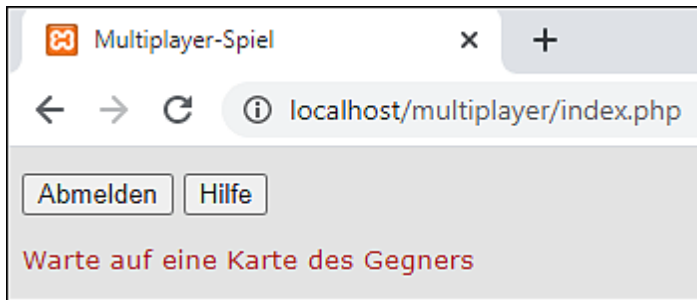 Multiplayer-Spiel
localhost/multiplayer/index.php
Abmelden Hilfe
Warte auf eine Karte des Gegners